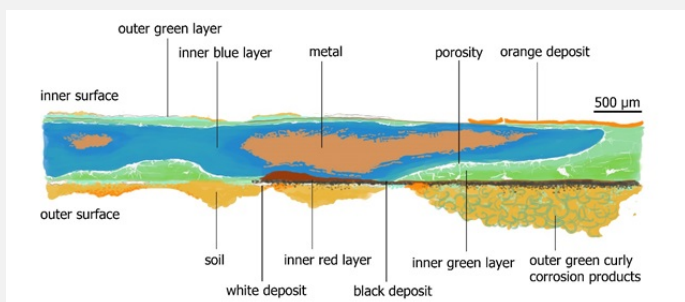 outer green layer
inner blue layer
metal
porosity
orange deposit
inner surface
500 µm
outer surface
soil
inner red layer
inner green layer
outer green curly
corrosion products
white deposit
black deposit